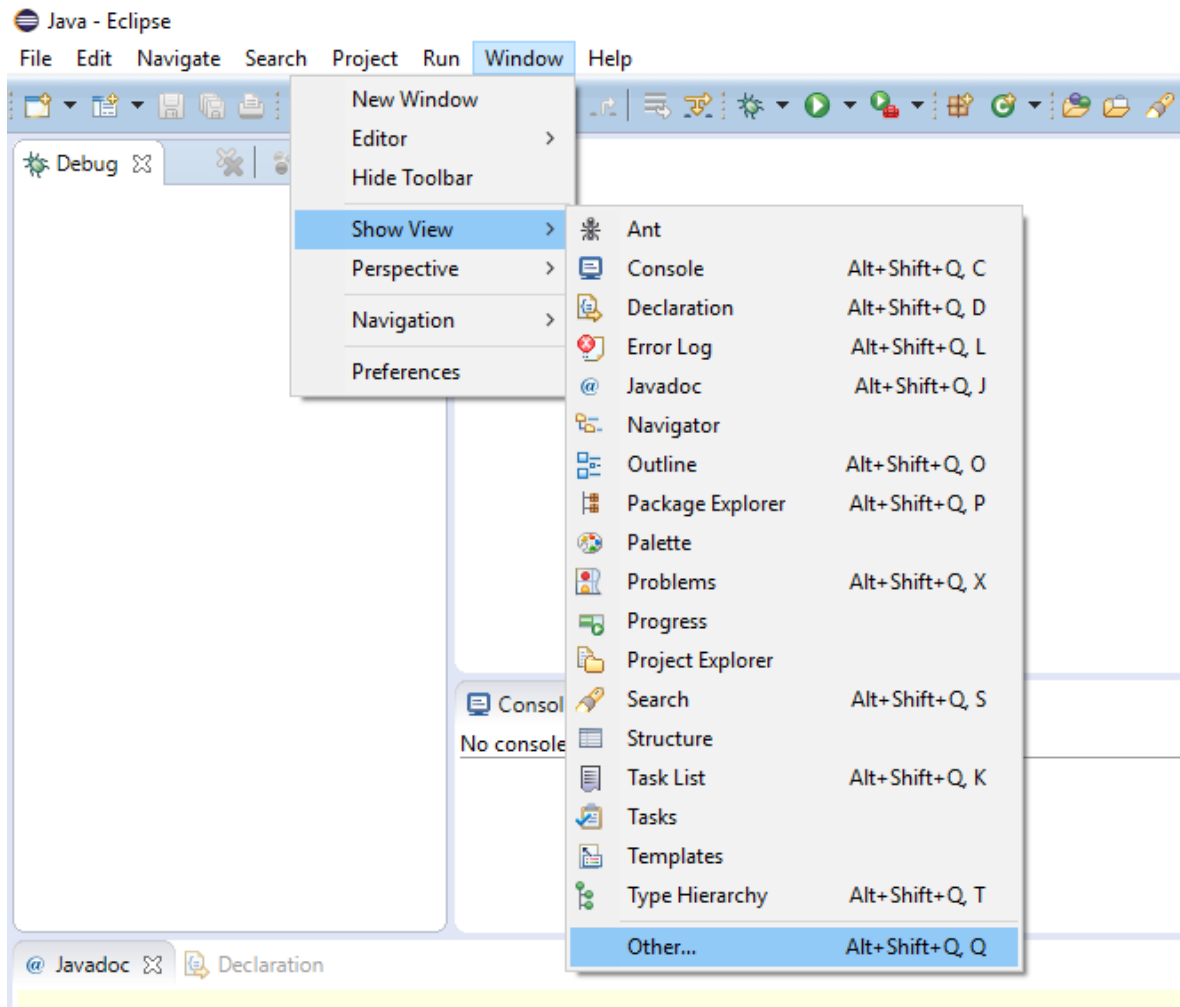 Java - Eclipse
File Edit Navigate Search Project Run Window Help
New Window
Editor
Hide Toolbar
Show View
Perspective
Navigation
Preferences
Debug
Ant
Console Alt+Shift+Q, C
Declaration Alt+Shift+Q, D
Error Log Alt+Shift+Q, L
Javadoc Alt+Shift+Q, J
Navigator
Outline Alt+Shift+Q, O
Package Explorer Alt+Shift+Q, P
Palette
Problems Alt+Shift+Q, X
Progress
Project Explorer
Search Alt+Shift+Q, S
Structure
Task List Alt+Shift+Q, K
Tasks
Templates
Type Hierarchy Alt+Shift+Q, T
Other... Alt+Shift+Q, Q
Consol
No console
@ Javadoc Declaration